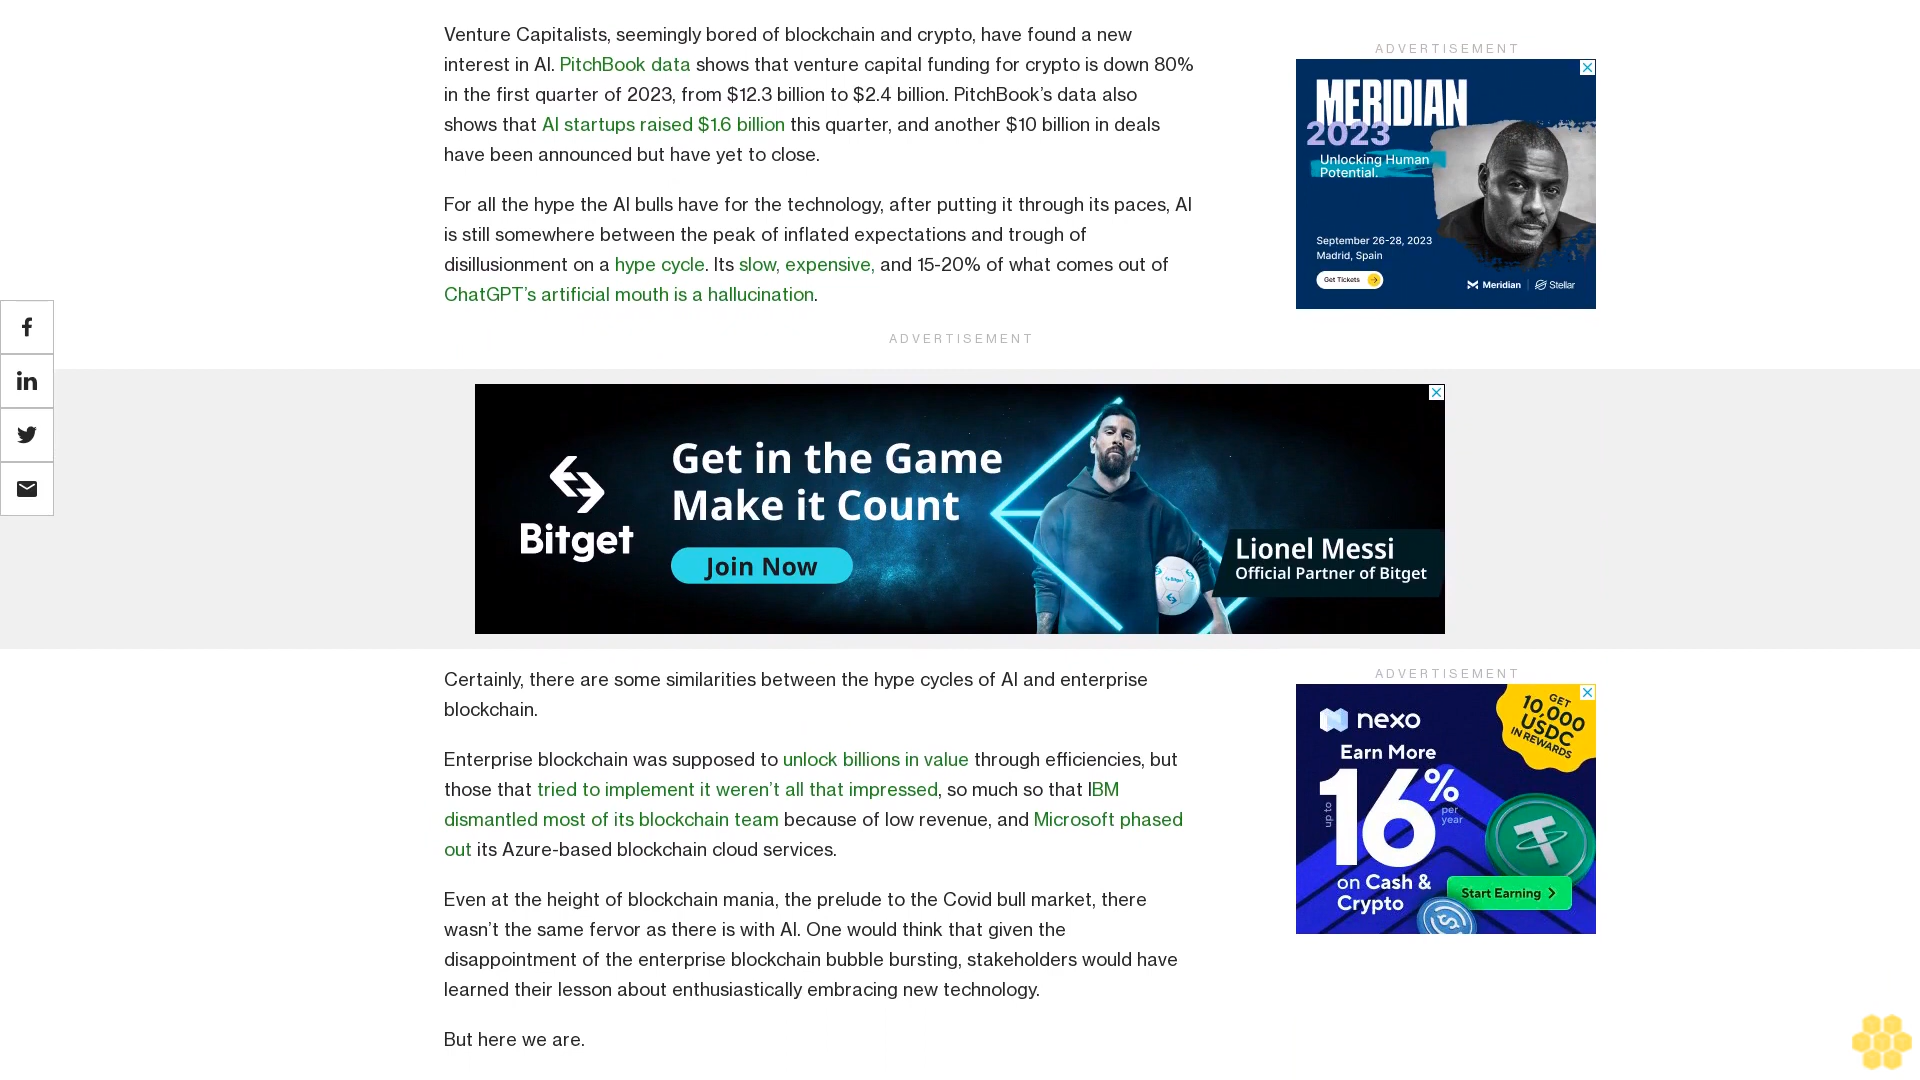 Venture Capitalists, seemingly bored of blockchain and crypto, have found a new
interest in AI. PitchBook data shows that venture capital funding for crypto is down 80%
in the first quarter of 2023, from $12.3 billion to $2.4 billion. PitchBook’s data also
shows that AI startups raised $1.6 billion this quarter, and another $10 billion in deals
have been announced but have yet to close.
For all the hype the AI bulls have for the technology, after putting it through its paces, AI
is still somewhere between the peak of inflated expectations and trough of
disillusionment on a hype cycle. Its slow, expensive, and 15-20% of what comes out of
ChatGPT’s artificial mouth is a hallucination.
ADVERTISEMENT
MERIDIAN
2023
Unlocking Human
Potential.
September 26-28, 2023
Madrid, Spain
Get Tickets
Meridian
Stellar
ADVERTISEMENT
Bitget
Get in the Game
Make it Count
Join Now
Bitget
Lionel Messi
Official Partner of Bitget
Certainly, there are some similarities between the hype cycles of AI and enterprise
blockchain.
Enterprise blockchain was supposed to unlock billions in value through efficiencies, but
those that tried to implement it weren’t all that impressed, so much so that IBM
dismantled most of its blockchain team because of low revenue, and Microsoft phased
out its Azure-based blockchain cloud services.
Even at the height of blockchain mania, the prelude to the Covid bull market, there
wasn’t the same fervor as there is with AI. One would think that given the
disappointment of the enterprise blockchain bubble bursting, stakeholders would have
learned their lesson about enthusiastically embracing new technology.
But here we are.
ADVERTISEMENT
nexo
GET
10,000
USDC
IN REWARDS
Earn More
up to
16%
per
year
on Cash &
Crypto
Start Earning